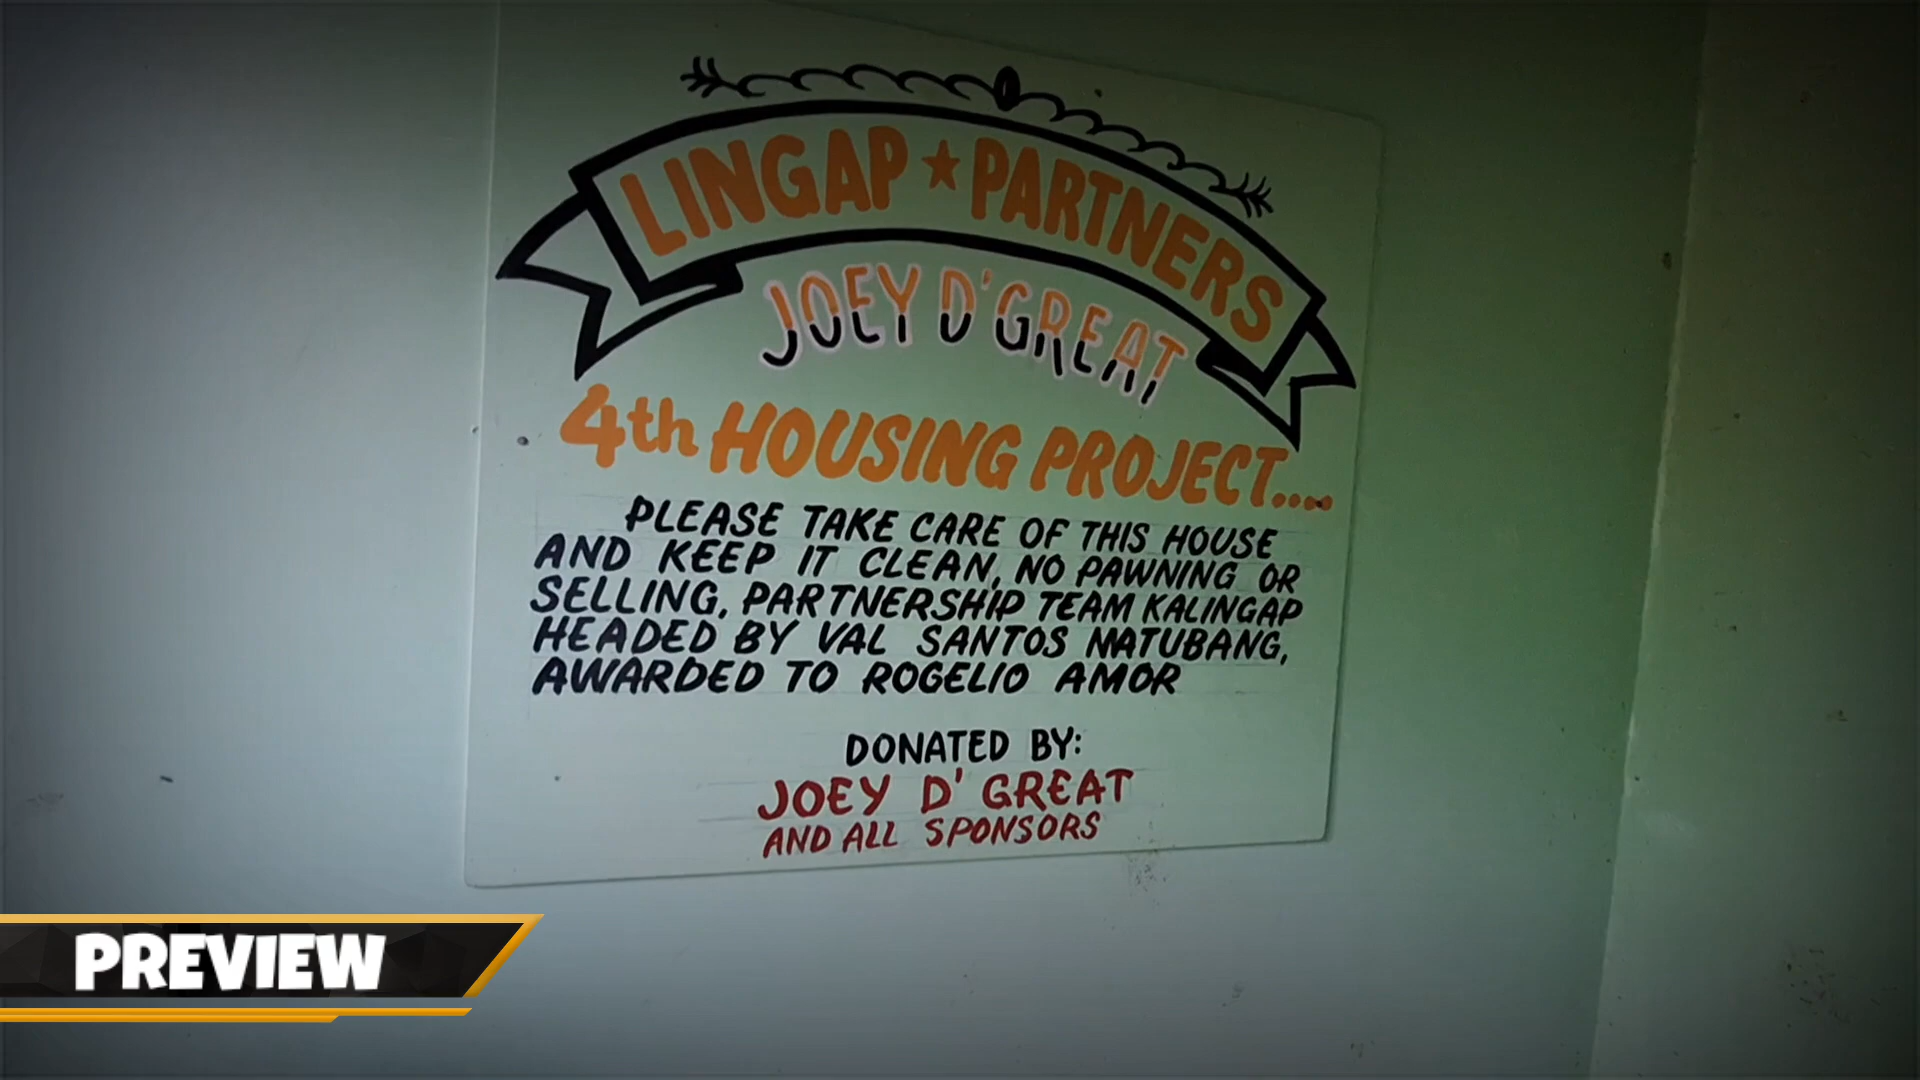 LINGAP ★ PARTNERS
JOEY D'GREAT
4th HOUSING PROJECT....
PLEASE TAKE CARE OF THIS HOUSE
AND KEEP IT CLEAN, NO PAWNING OR
SELLING, PARTNERSHIP TEAM KALINGAP
HEADED BY VAL SANTOS MATUBANG,
AWARDED TO ROGELIO AMOR
DONATED BY:
JOEY D' GREAT
AND ALL SPONSORS
PREVIEW